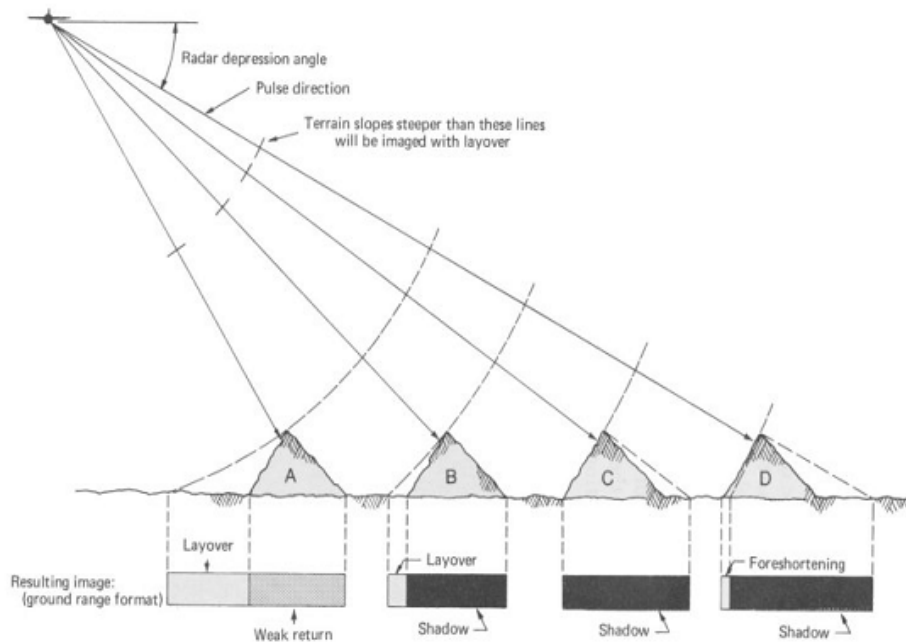 Radar depression angle
Pulse direction
Terrain slopes steeper than these lines
will be imaged with layover
A
B
C
D
Layover
Layover
Foreshortening
Resulting image:
(ground range format)
Weak return
Shadow
Shadow
Shadow